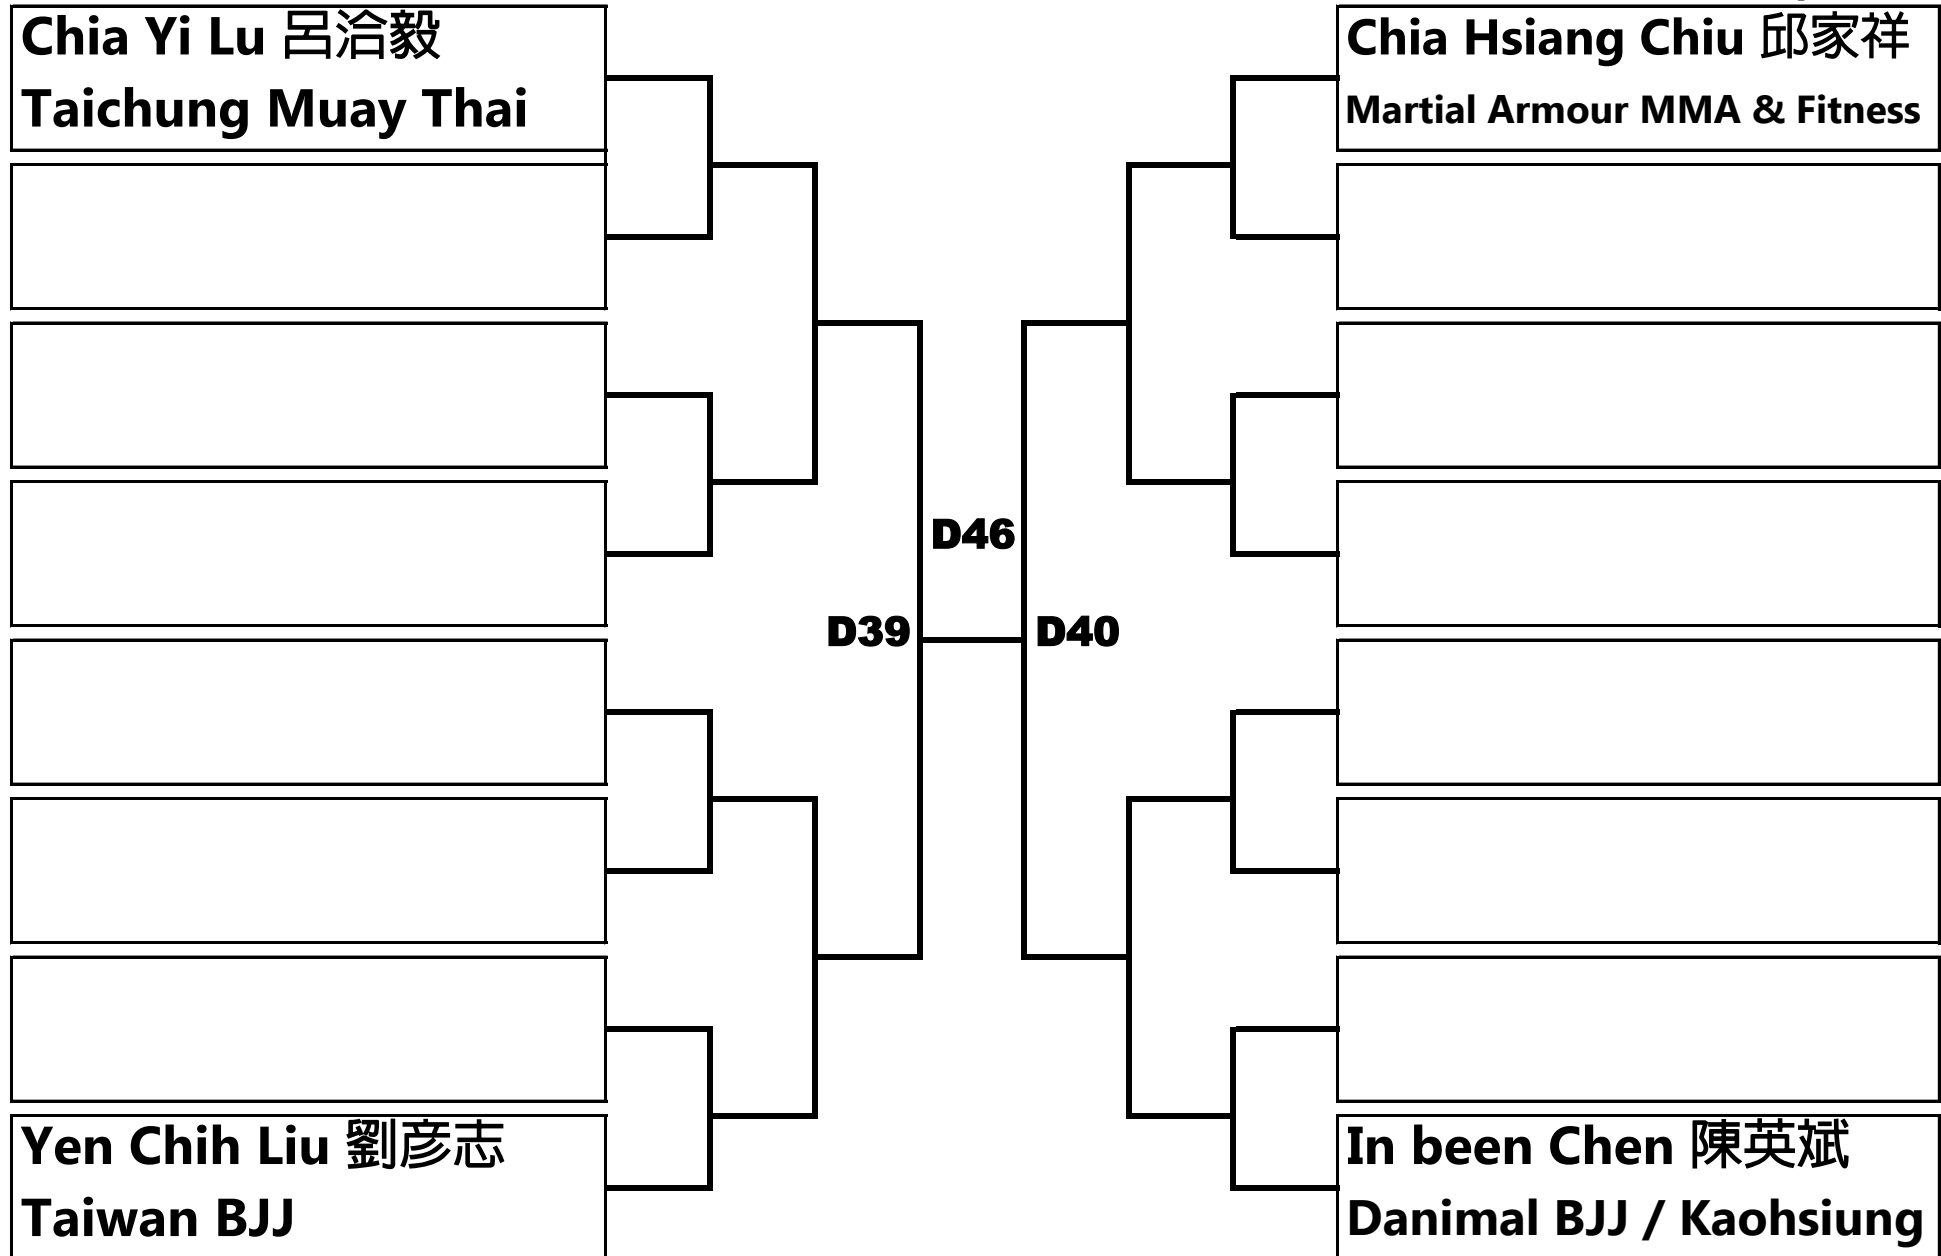 Chia Yi Lu 呂洽毅
Taichung Muay Thai
Chia Hsiang Chiu 邱家祥
Martial Armour MMA & Fitness
D46
D39
D40
Yen Chih Liu 劉彦志
Taiwan BJJ
In been Chen 陳英斌
Danimal BJJ / Kaohsiung